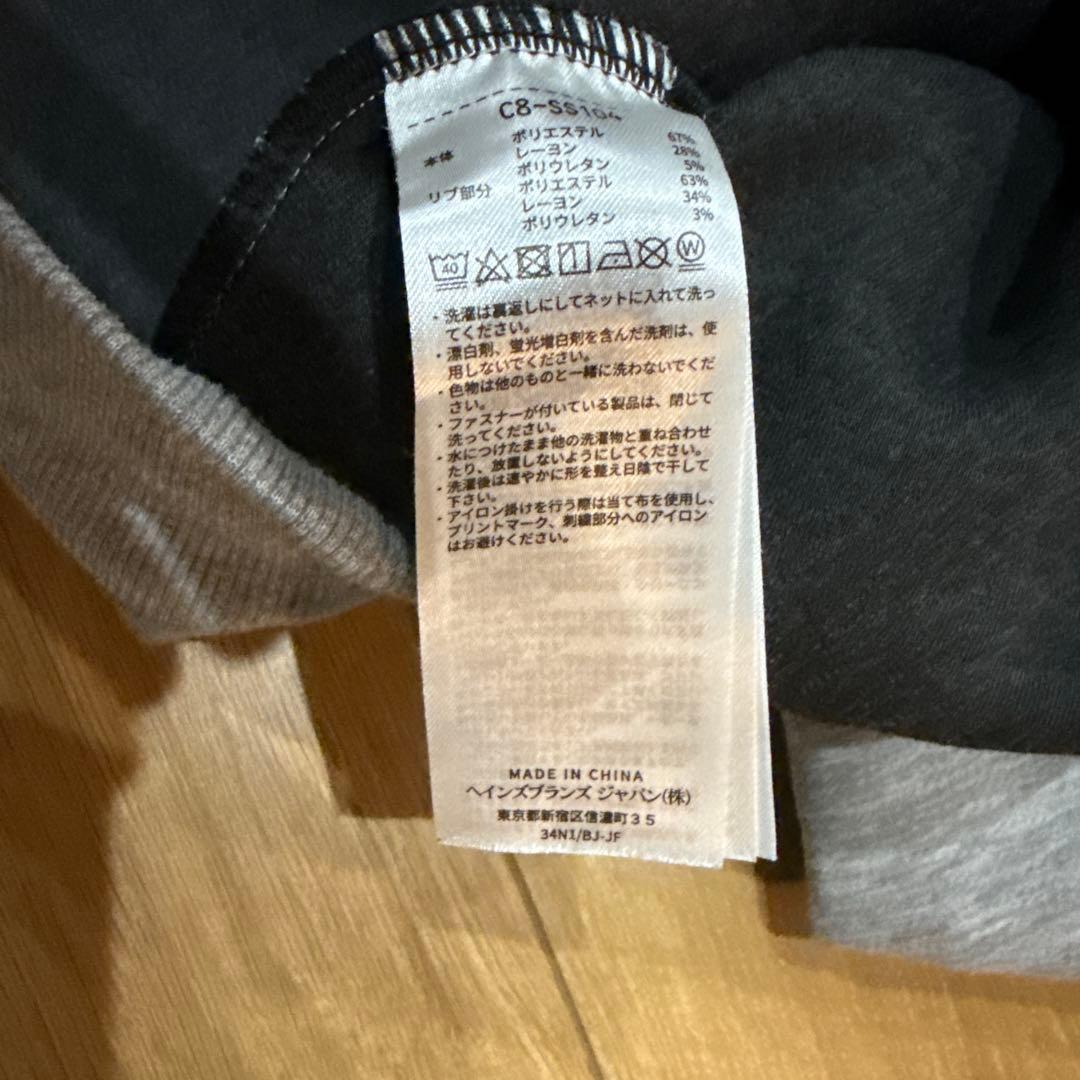 C8-SS104
本体 ポリエステル 67%
レーヨン 28%
ポリウレタン 5%
リブ部分 ポリエステル 63%
レーヨン 34%
ポリウレタン 3%
40 W
・洗濯は裏返しにしてネットに入れて洗っ
てください。
・漂白剤、蛍光増白剤を含んだ洗剤は、使
用しないでください。
・色物は他のものと一緒に洗わないでくだ
さい。
・ファスナーが付いている製品は、閉じて
洗ってください。
・水につけたまま他の洗濯物と重ね合わせ
たり、放置しないようにしてください。
・洗濯後は速やかに形を整え日陰で干して
下さい。
・アイロン掛けを行う際は当て布を使用し、
プリントマーク、刺繍部分へのアイロン
はお避けください。
MADE IN CHINA
ヘインズブランズ ジャパン(株)
東京都新宿区信濃町35
34N1/BJ-JF